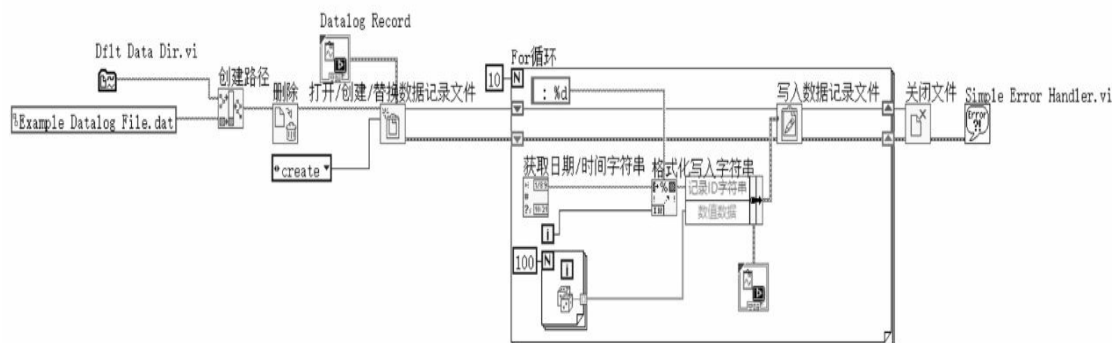 Datalog Record
Dflt Data Dir.vi
创建路径
删除
打开/创建/替换数据记录文件
For循环
10
N
: %d
写入数据记录文件
关闭文件
Simple Error Handler.vi
Error
?!
Example Datalog File.dat
create
获取日期/时间字符串
格式化写入字符串
记录ID字符串
数值数据
i
100
N
i